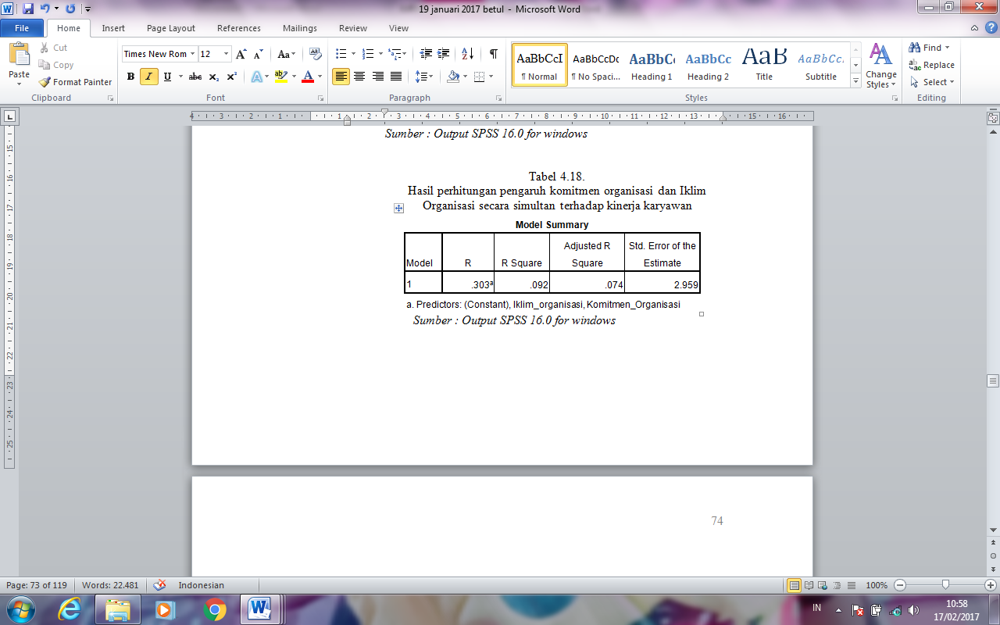 19 januari 2017 betul - Microsoft Word
File Home Insert Page Layout References Mailings Review View
Paste
Cut
Copy
Format Painter
Clipboard
Times New Rom 12
Font
Paragraph
AaBbCcI AaBbCcDc AaBbCc AaBbCc AaB AaBbCc.
¶ Normal ¶ No Spaci... Heading 1 Heading 2 Title Subtitle
Change Styles
Styles
Find
Replace
Select
Editing
Sumber : Output SPSS 16.0 for windows
Tabel 4.18.
Hasil perhitungan pengaruh komitmen organisasi dan Iklim
Organisasi secara simultan terhadap kinerja karyawan
Model Summary
Model R R Square Adjusted R Square Std. Error of the Estimate
1 .303a .092 .074 2.959
a. Predictors: (Constant), Iklim_organisasi, Komitmen_Organisasi
Sumber : Output SPSS 16.0 for windows
74
Page: 73 of 119 Words: 22.481 Indonesian 100%
IN 10:58
17/02/2017